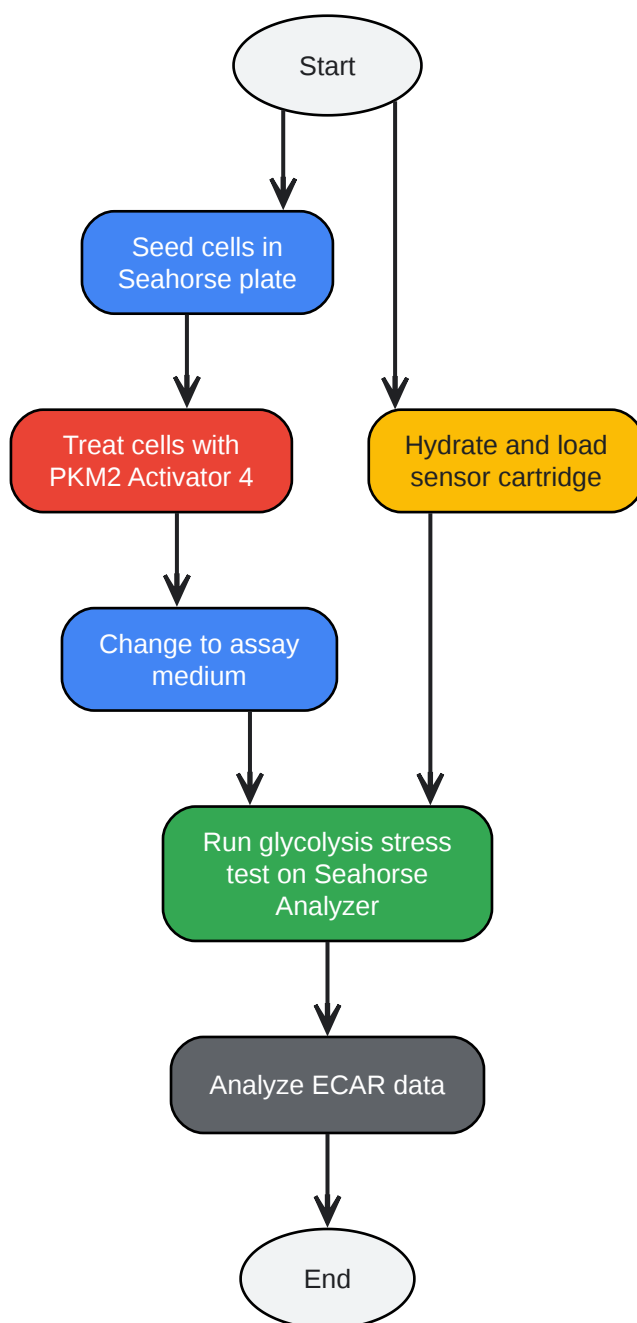 Start
Seed cells in
Seahorse plate
Treat cells with
PKM2 Activator 4
Hydrate and load
sensor cartridge
Change to assay
medium
Run glycolysis stress
test on Seahorse
Analyzer
Analyze ECAR data
End